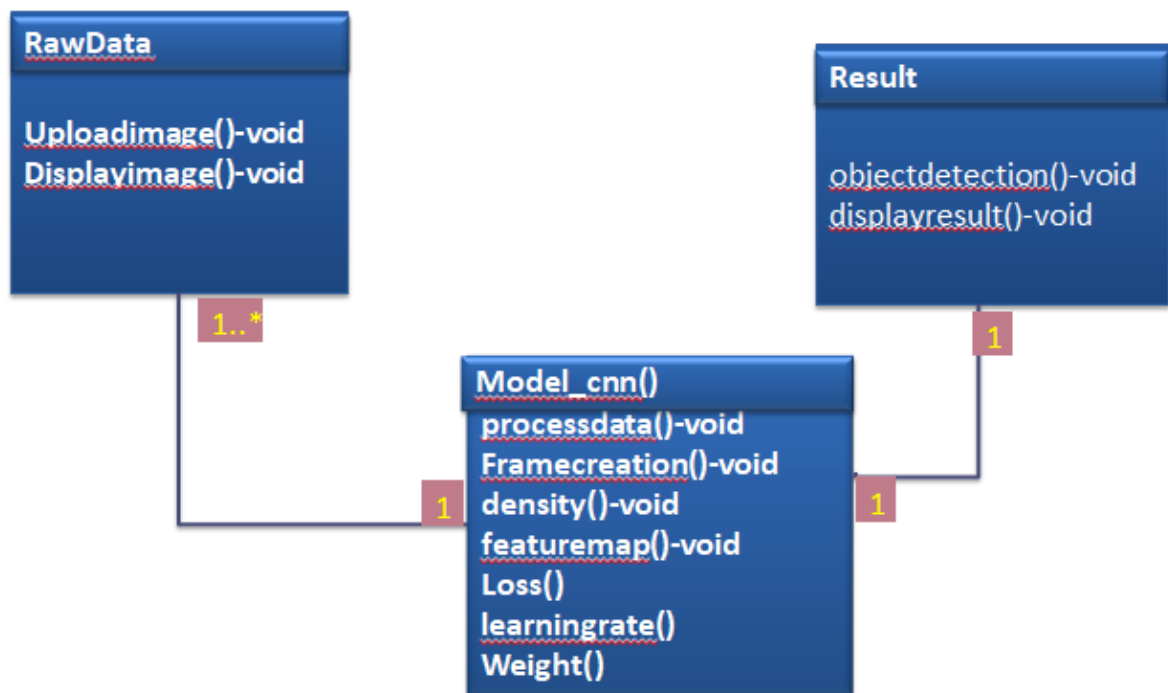 RawData
Uploadimage()-void
Displayimage()-void
Result
objectdetection()-void
displayresult()-void
1..*
1
Model_cnn()
processdata()-void
Framecreation()-void
density()-void
featuremap()-void
Loss()
learningrate()
Weight()
1
1